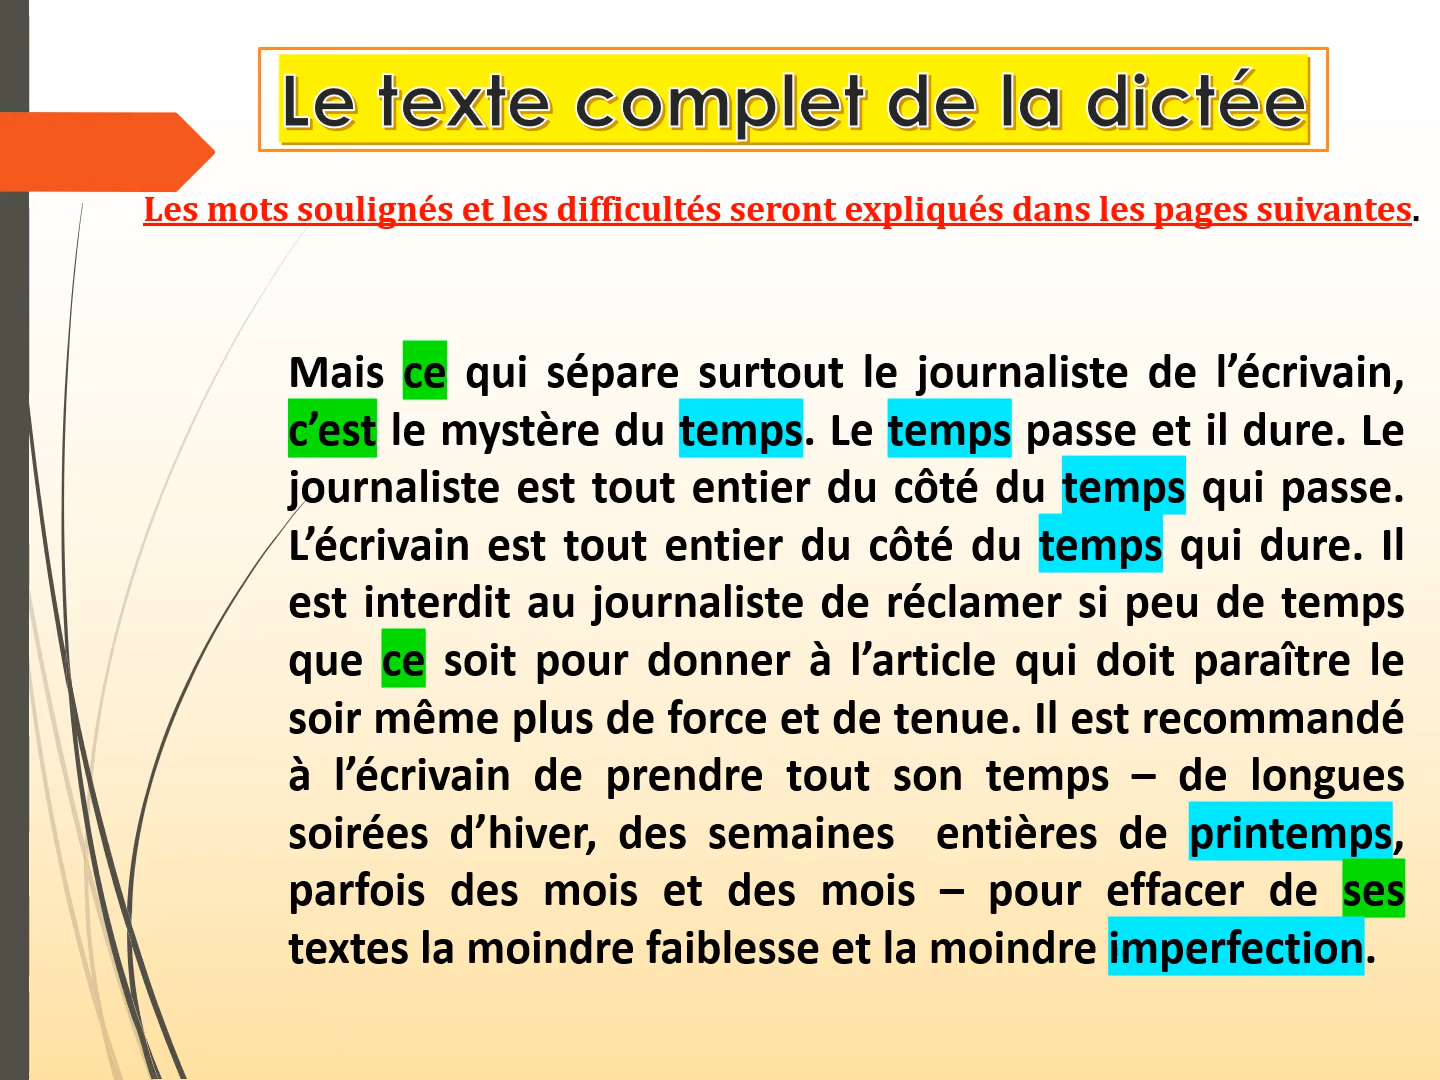 Le texte complet de la dictée
Les mots soulignés et les difficultés seront expliqués dans les pages suivantes.
Mais ce qui sépare surtout le journaliste de l’écrivain,
c’est le mystère du temps. Le temps passe et il dure. Le
journaliste est tout entier du côté du temps qui passe.
L’écrivain est tout entier du côté du temps qui dure. Il
est interdit au journaliste de réclamer si peu de temps
que ce soit pour donner à l’article qui doit paraître le
soir même plus de force et de tenue. Il est recommandé
à l’écrivain de prendre tout son temps – de longues
soirées d’hiver, des semaines entières de printemps,
parfois des mois et des mois – pour effacer de ses
textes la moindre faiblesse et la moindre imperfection.